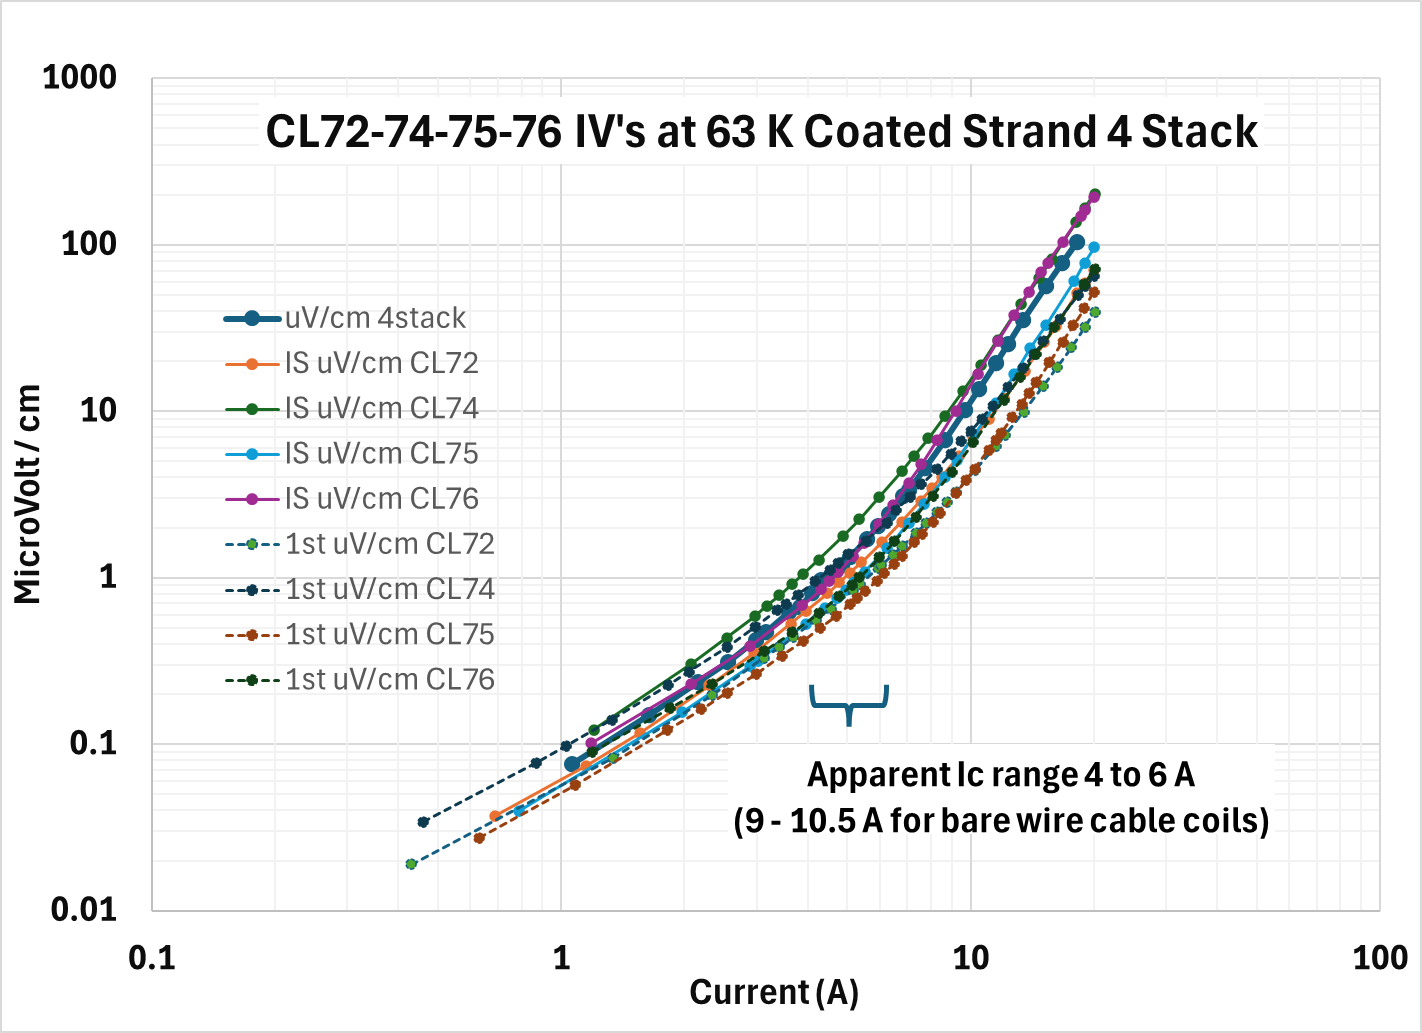 CL72-74-75-76 IV's at 63 K Coated Strand 4 Stack
1000
100
10
1
0.1
0.01
MicroVolt / cm
uV/cm 4stack
IS uV/cm CL72
IS uV/cm CL74
IS uV/cm CL75
IS uV/cm CL76
1st uV/cm CL72
1st uV/cm CL74
1st uV/cm CL75
1st uV/cm CL76
Apparent Ic range 4 to 6 A
(9 - 10.5 A for bare wire cable coils)
0.1
1
10
100
Current (A)